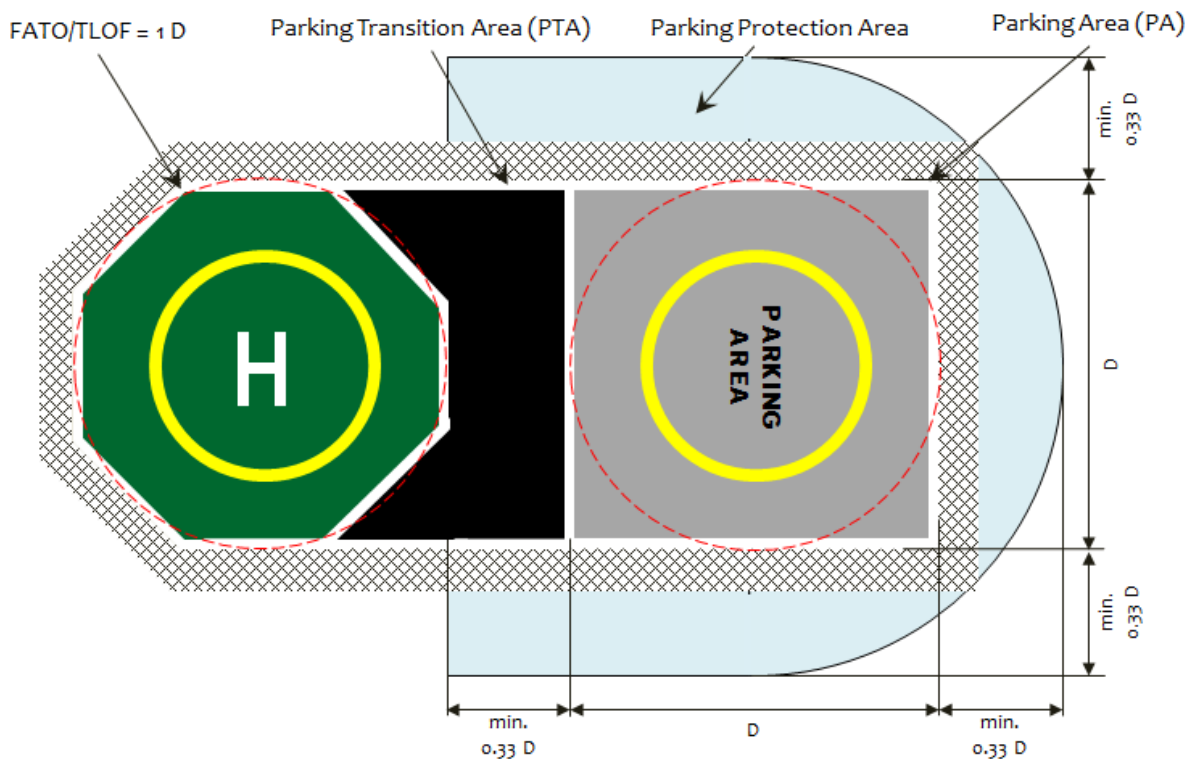 FATO/TLOF = 1 D
Parking Transition Area (PTA)
Parking Protection Area
Parking Area (PA)
min.
0.33 D
H
PARKING
AREA
D
min.
0.33 D
min.
0.33 D
D
min.
0.33 D